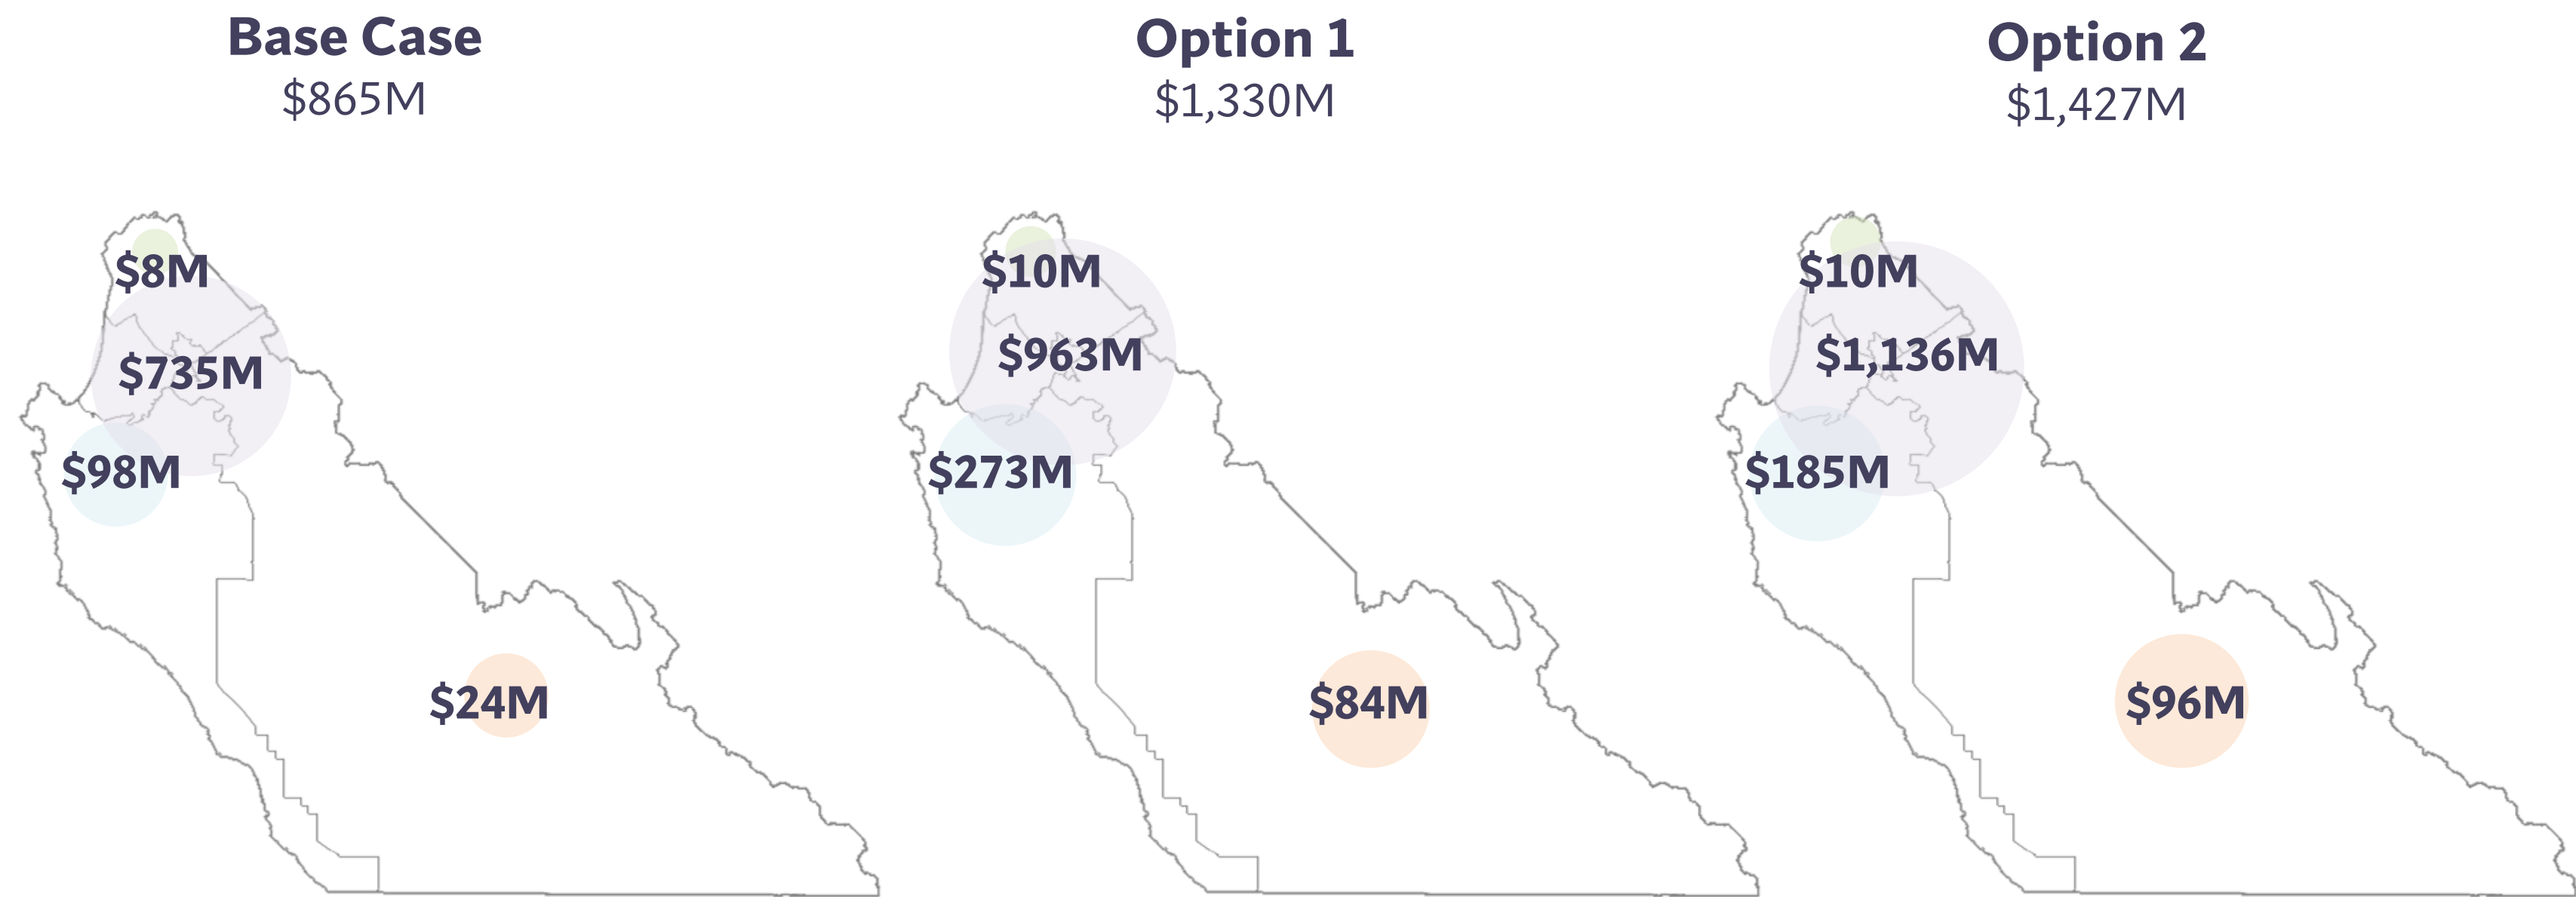 Base Case
$865M
$8M
$735M
$98M
$24M
Option 1
$1,330M
$10M
$963M
$273M
$84M
Option 2
$1,427M
$10M
$1,136M
$185M
$96M